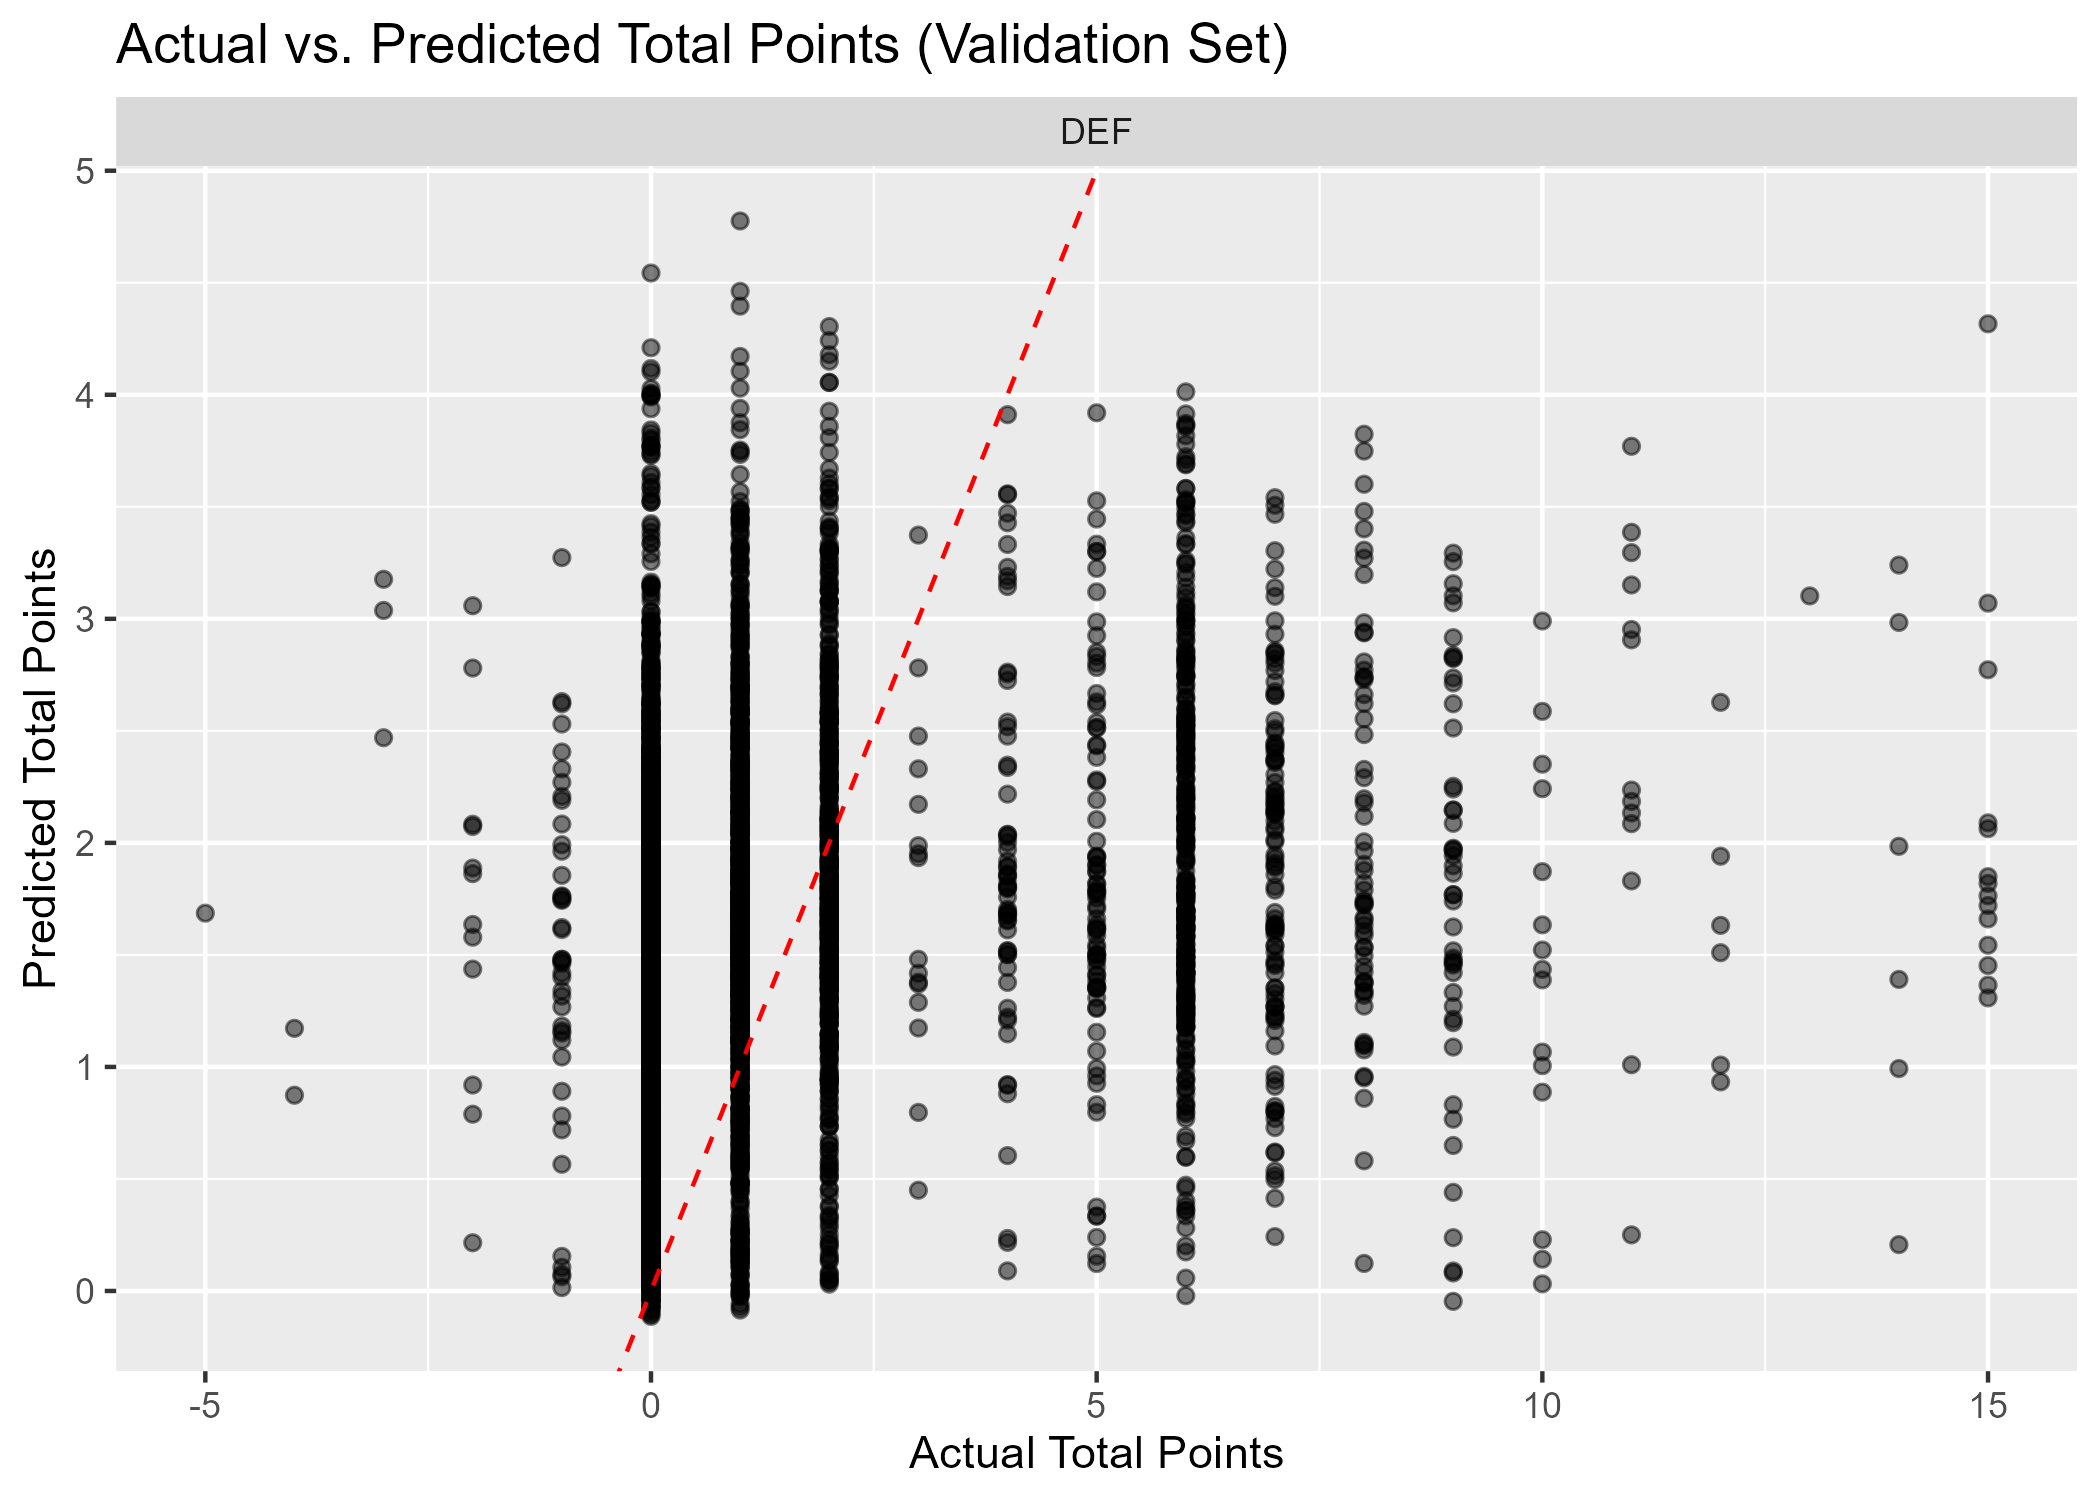 Actual vs. Predicted Total Points (Validation Set)
DEF
5
4
3
2
1
0
Predicted Total Points
-5 0 5 10 15
Actual Total Points